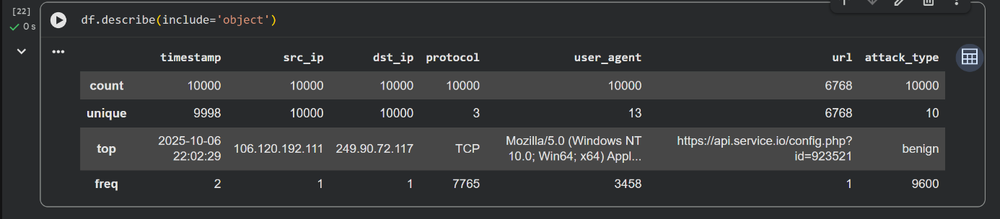 [22]
0 s
df.describe(include='object')
timestamp src_ip dst_ip protocol user_agent url attack_type
count 10000 10000 10000 10000 10000 6768 10000
unique 9998 10000 10000 3 13 6768 10
top 2025-10-06 22:02:29 106.120.192.111 249.90.72.117 TCP Mozilla/5.0 (Windows NT 10.0; Win64; x64) Appl... https://api.service.io/config.php?id=923521 benign
freq 2 1 1 7765 3458 1 9600